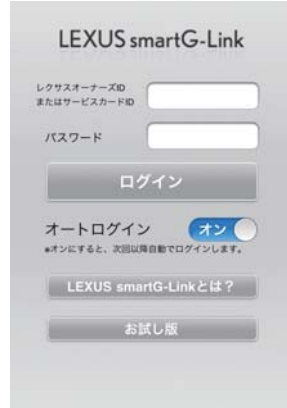 LEXUS smartG-Link
レクサスオーナーズID
またはサービスカードID
パスワード
ログイン
オートログイン
オン
*オンにすると、次回以降自動でログインします。
LEXUS smartG-Linkとは？
お試し版